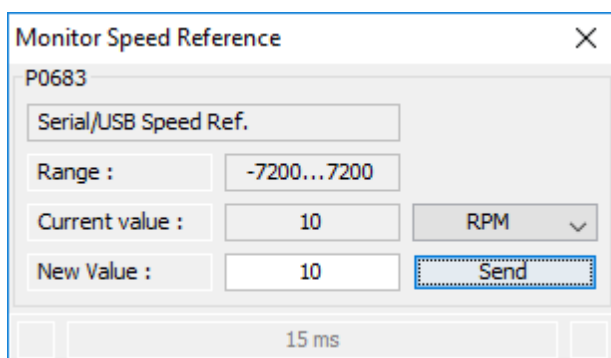 Monitor Speed Reference
P0683
Serial/USB Speed Ref.
Range : -7200...7200
Current value : 10 RPM
New Value : 10 Send
15 ms